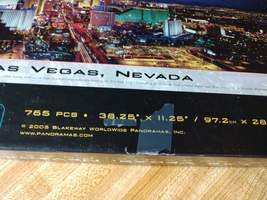 AS VEGAS, NEVADA
755 PCS • 38.25" x 11.25" / 97.2CM x 28
© 2005 BLAKEWAY WORLDWIDE PANORAMAS, INC.
WWW.PANORAMAS.COM